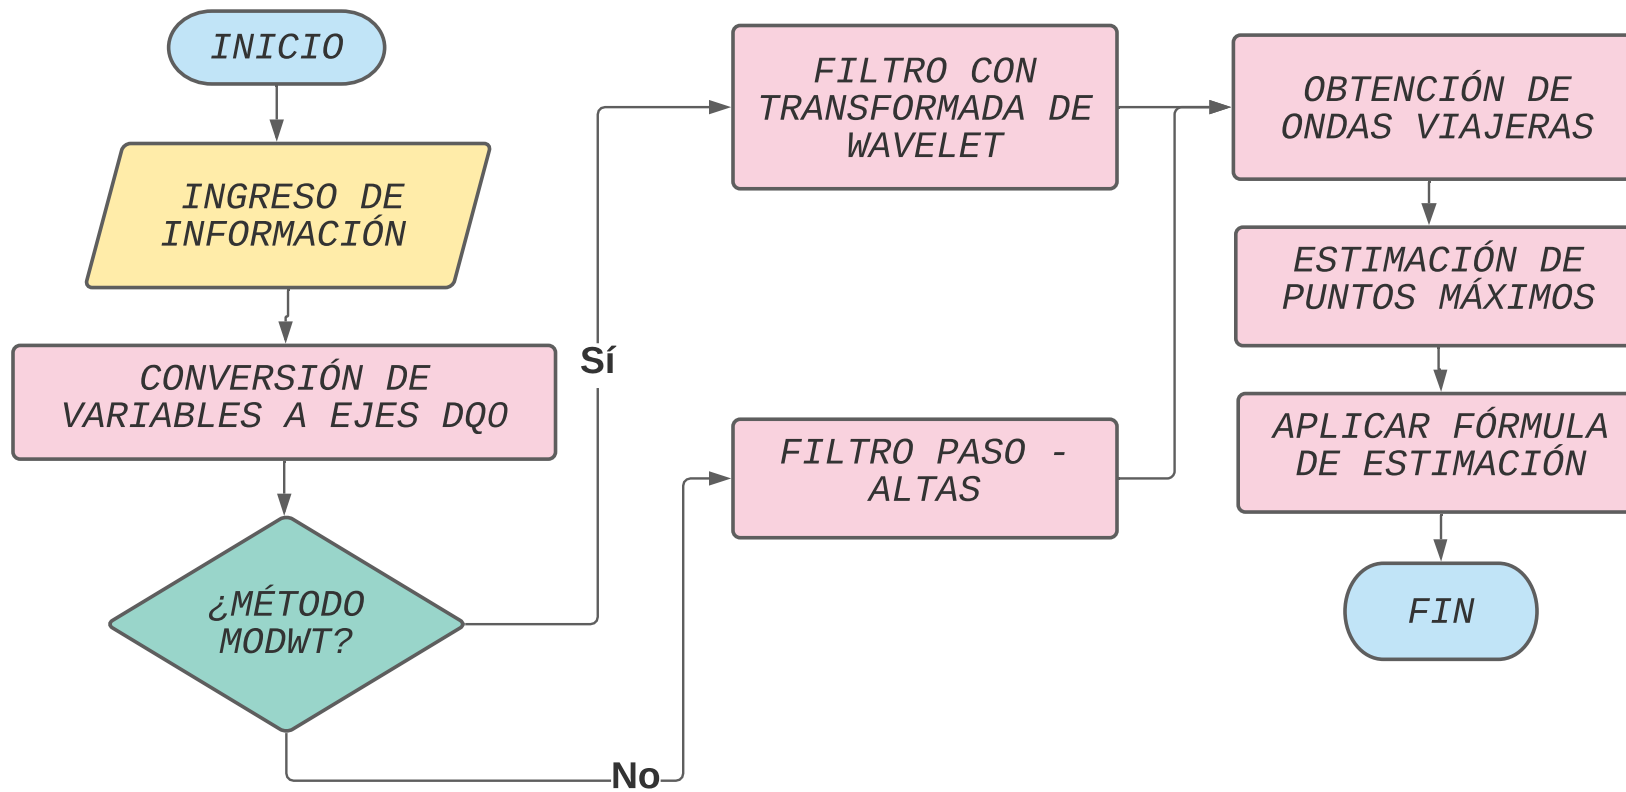 INICIO
INGRESO DE
INFORMACIÓN
CONVERSIÓN DE
VARIABLES A EJES DQO
¿MÉTODO
MODWT?
Sí
No
FILTRO CON
TRANSFORMADA DE
WAVELET
FILTRO PASO -
ALTAS
OBTENCIÓN DE
ONDAS VIAJERAS
ESTIMACIÓN DE
PUNTOS MÁXIMOS
APLICAR FÓRMULA
DE ESTIMACIÓN
FIN